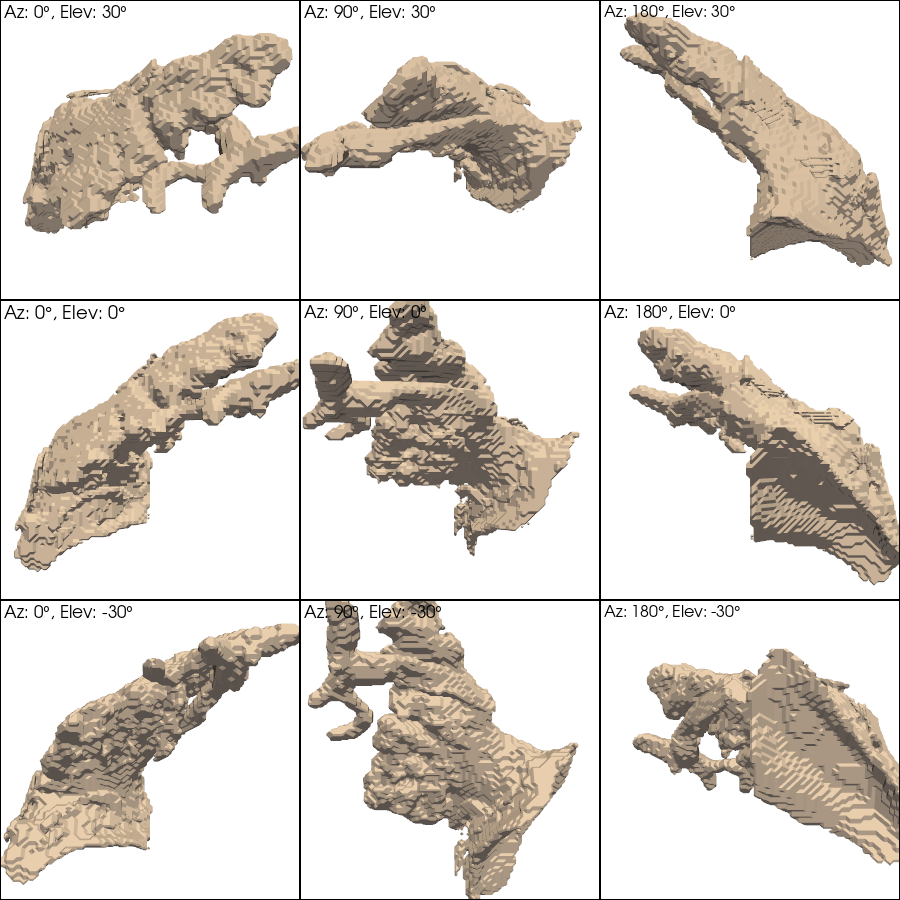 Az: 0°, Elev: 30°
Az: 90°, Elev: 30°
Az: 180°, Elev: 30°
Az: 0°, Elev: 0°
Az: 90°, Elev: 0°
Az: 180°, Elev: 0°
Az: 0°, Elev: -30°
Az: 90°, Elev: -30°
Az: 180°, Elev: -30°